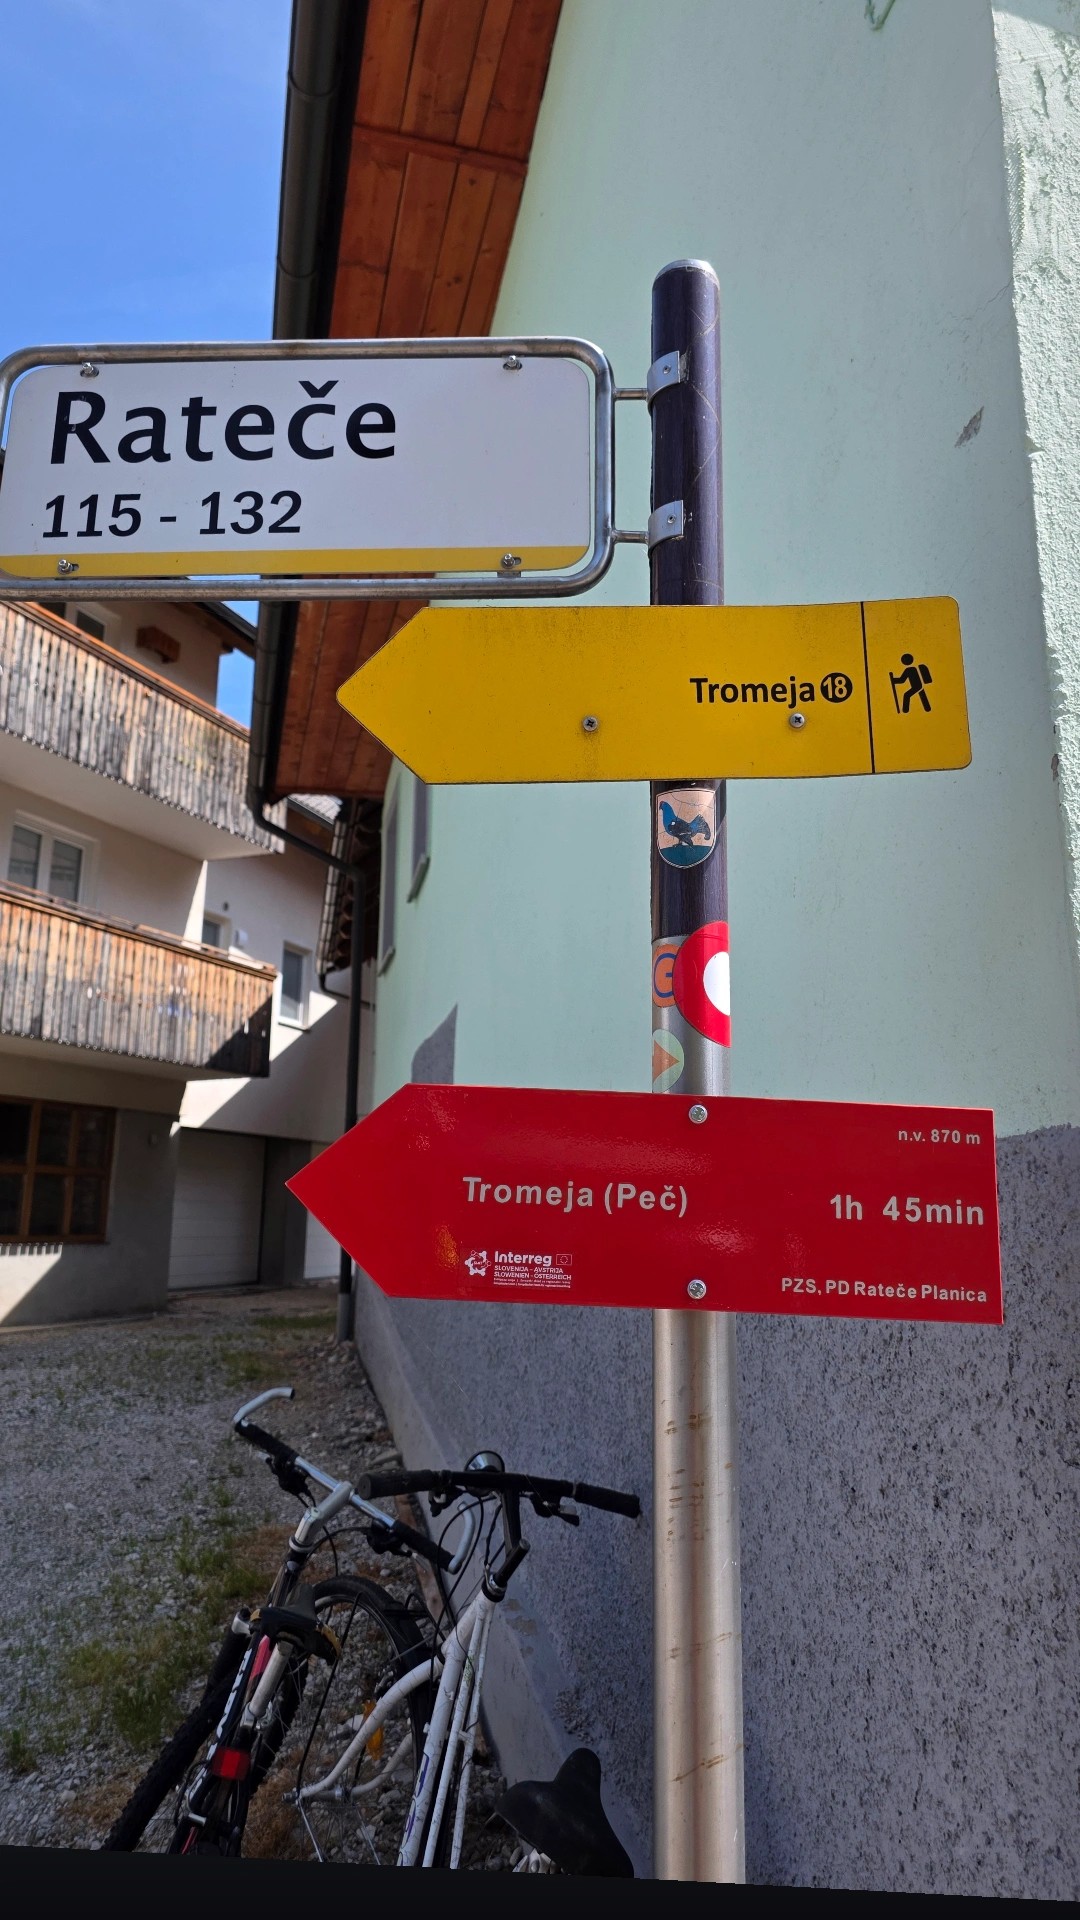 Rateče
115 - 132
Tromeja 18
G
n.v. 870 m
Tromeja (Peč)
1h 45min
Interreg
SLOVENIJA - AVSTRIJA
SLOWENIEN - ÖSTERREICH
PZS, PD Rateče Planica